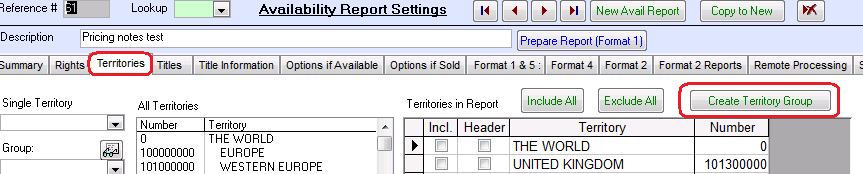 Reference # 61 Lookup Availability Report Settings New Avail Report Copy to New
Description Pricing notes test Prepare Report (Format 1)
Summary Rights Territories Titles Title Information Options if Available Options if Sold Format 1 & 5 : Format 4 Format 2 Format 2 Reports Remote Processing S
Single Territory All Territories Territories in Report Include All Exclude All Create Territory Group
Number Territory Incl. Header Territory Number
0 THE WORLD THE WORLD 0
Group: 100000000 EUROPE UNITED KINGDOM 101300000
101000000 WESTERN EUROPE